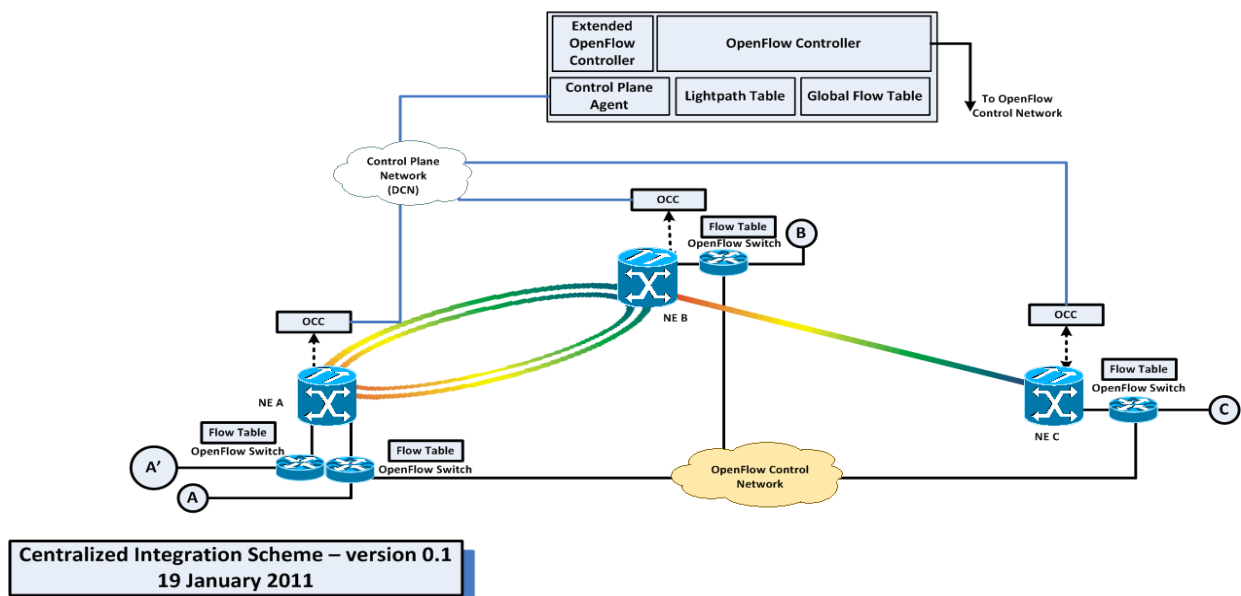 Extended
OpenFlow
Controller
OpenFlow Controller
Control Plane
Agent
Lightpath Table
Global Flow Table
To OpenFlow
Control Network
Control Plane
Network
(DCN)
OCC
Flow Table
OpenFlow Switch
B
NE B
OCC
NE A
OCC
Flow Table
OpenFlow Switch
C
NE C
Flow Table
OpenFlow Switch
A'
A
Flow Table
OpenFlow Switch
OpenFlow Control
Network
Centralized Integration Scheme – version 0.1
19 January 2011